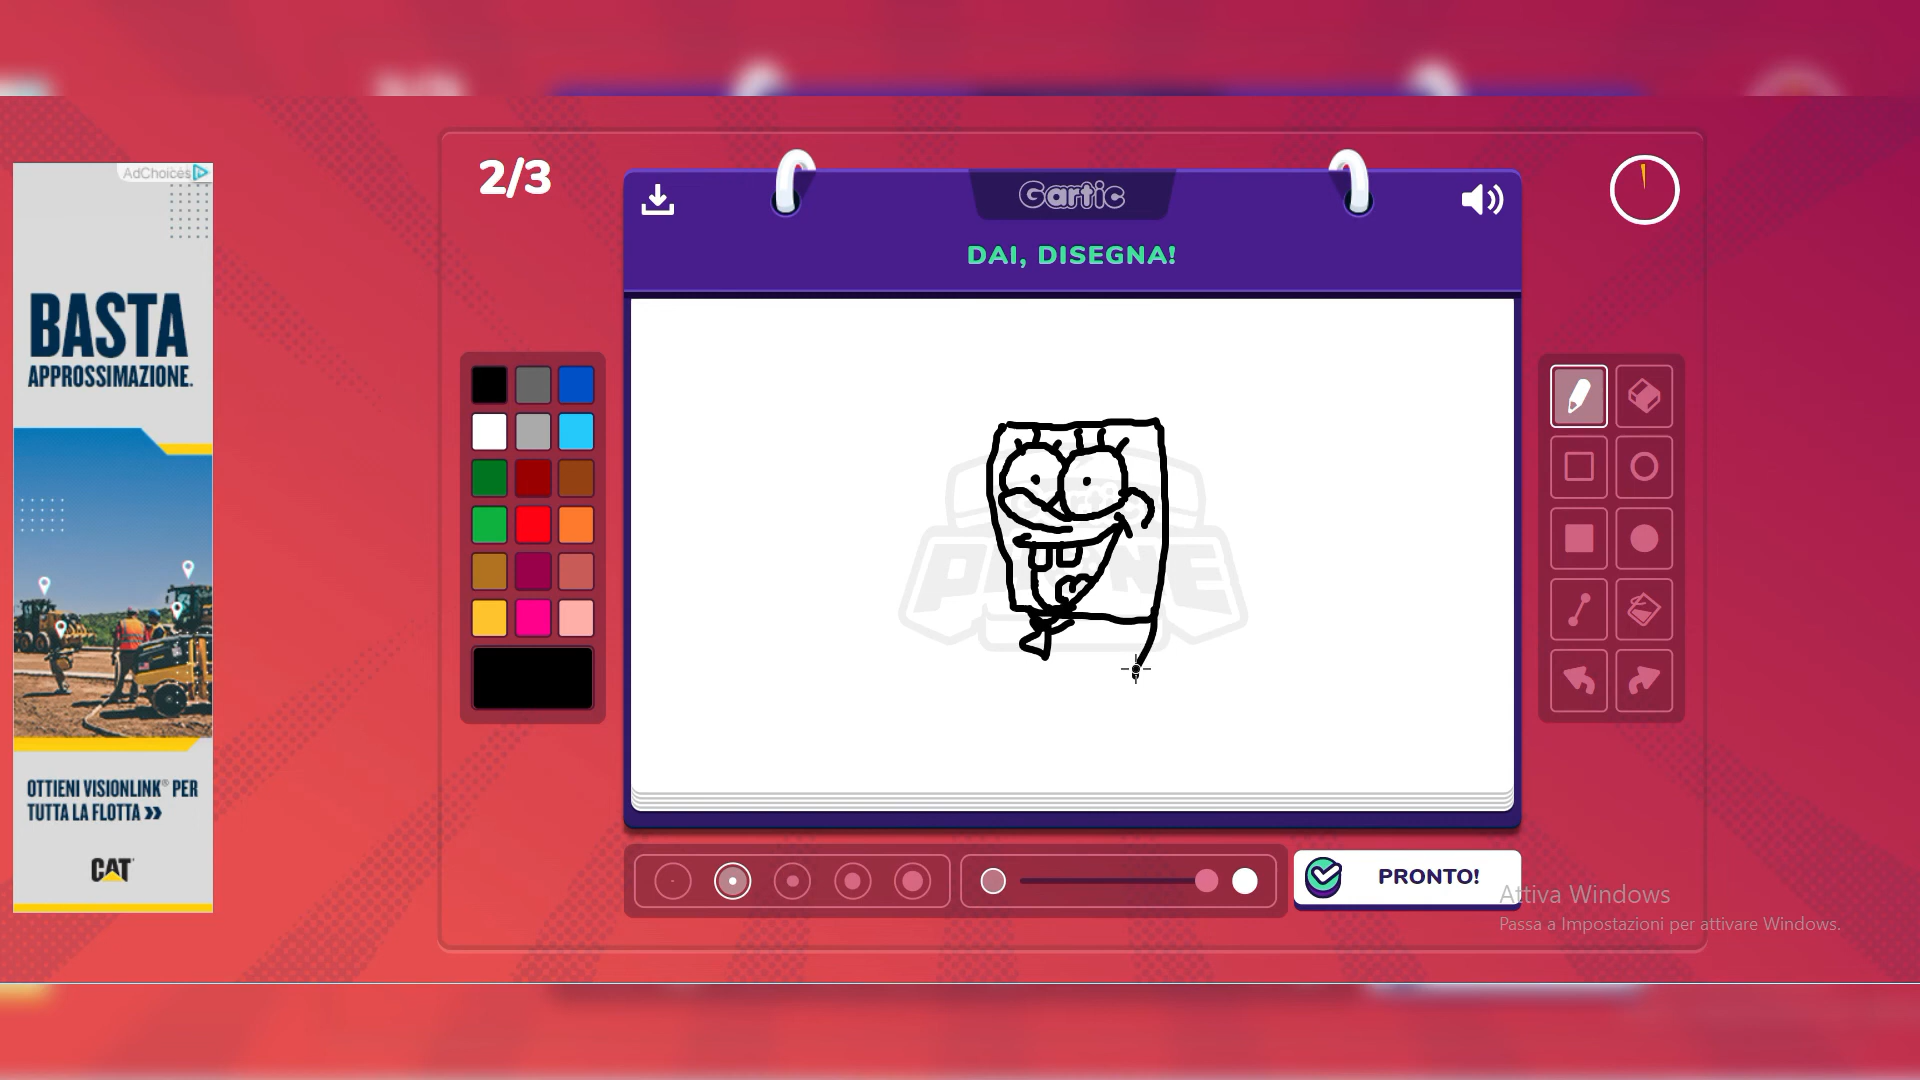 AdChoices
BASTA
APPROSSIMAZIONE.
OTTIENI VISIONLINK® PER
TUTTA LA FLOTTA »
CAT
2/3
Gartic
DAI, DISEGNA!
PRONTO!
Attiva Windows
Passa a Impostazioni per attivare Windows.